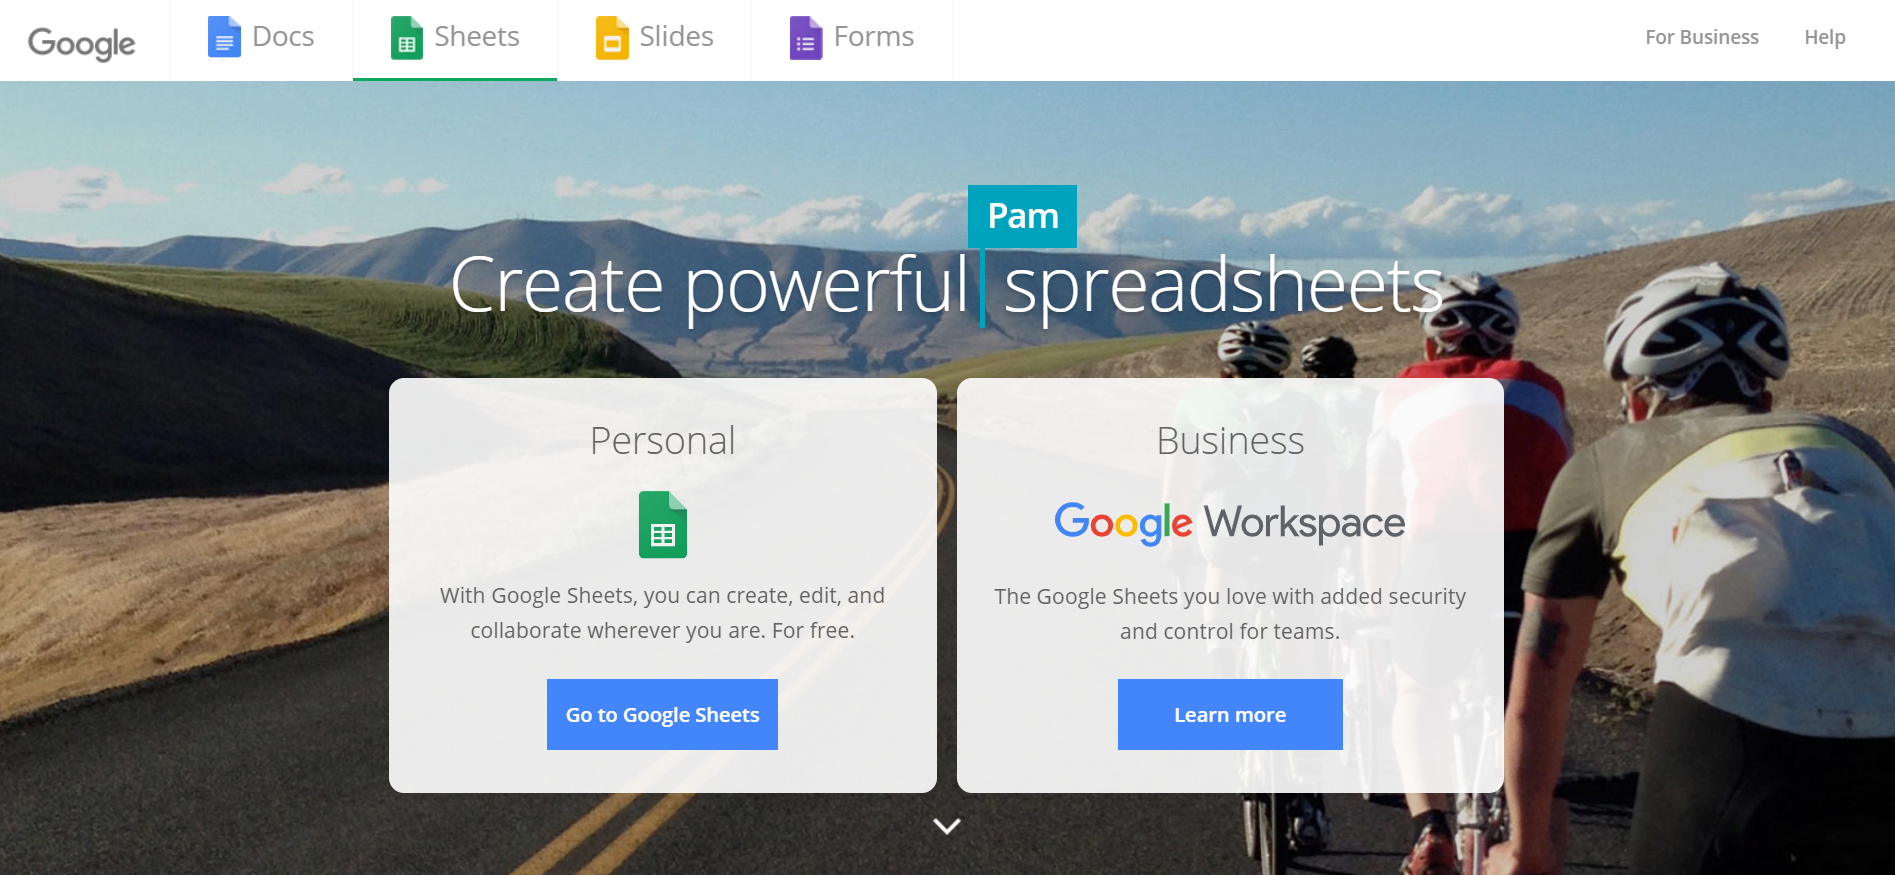 Google
Docs
Sheets
Slides
Forms
For Business
Help
Pam
Create powerful spreadsheets
Personal
With Google Sheets, you can create, edit, and
collaborate wherever you are. For free.
Go to Google Sheets
Business
Google Workspace
The Google Sheets you love with added security
and control for teams.
Learn more